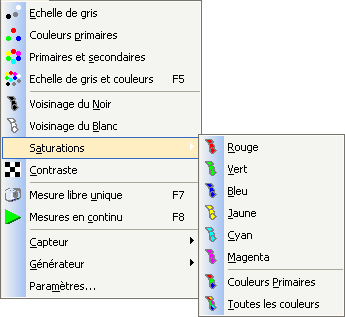 Echelle de gris
Couleurs primaires
Primaires et secondaires
Echelle de gris et couleurs F5
Voisinage du Noir
Voisinage du Blanc
Saturations
Contraste
Mesure libre unique F7
Mesures en continu F8
Capteur
Générateur
Paramètres...
Rouge
Vert
Bleu
Jaune
Cyan
Magenta
Couleurs Primaires
Toutes les couleurs